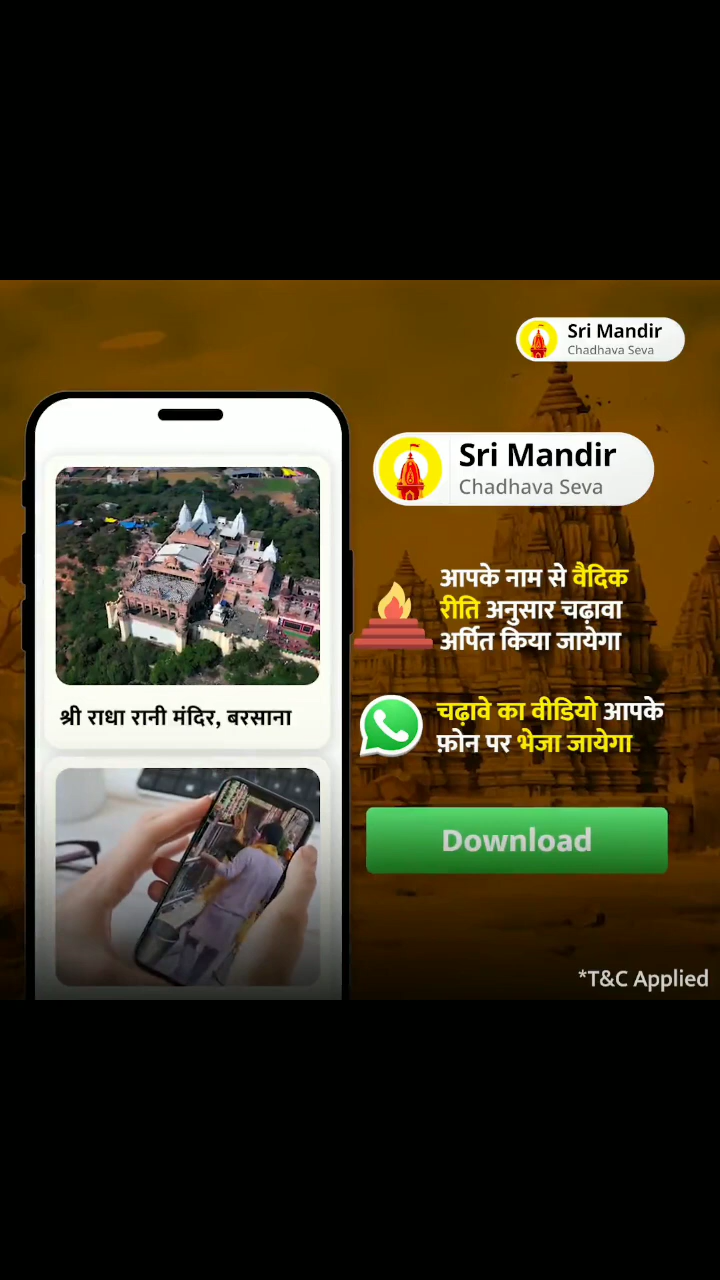 Sri Mandir
Chadhava Seva
Sri Mandir
Chadhava Seva
आपके नाम से वैदिक
रीति अनुसार चढ़ावा
अर्पित किया जायेगा
चढ़ावे का वीडियो आपके
फ़ोन पर भेजा जायेगा
Download
श्री राधा रानी मंदिर, बरसाना
*T&C Applied